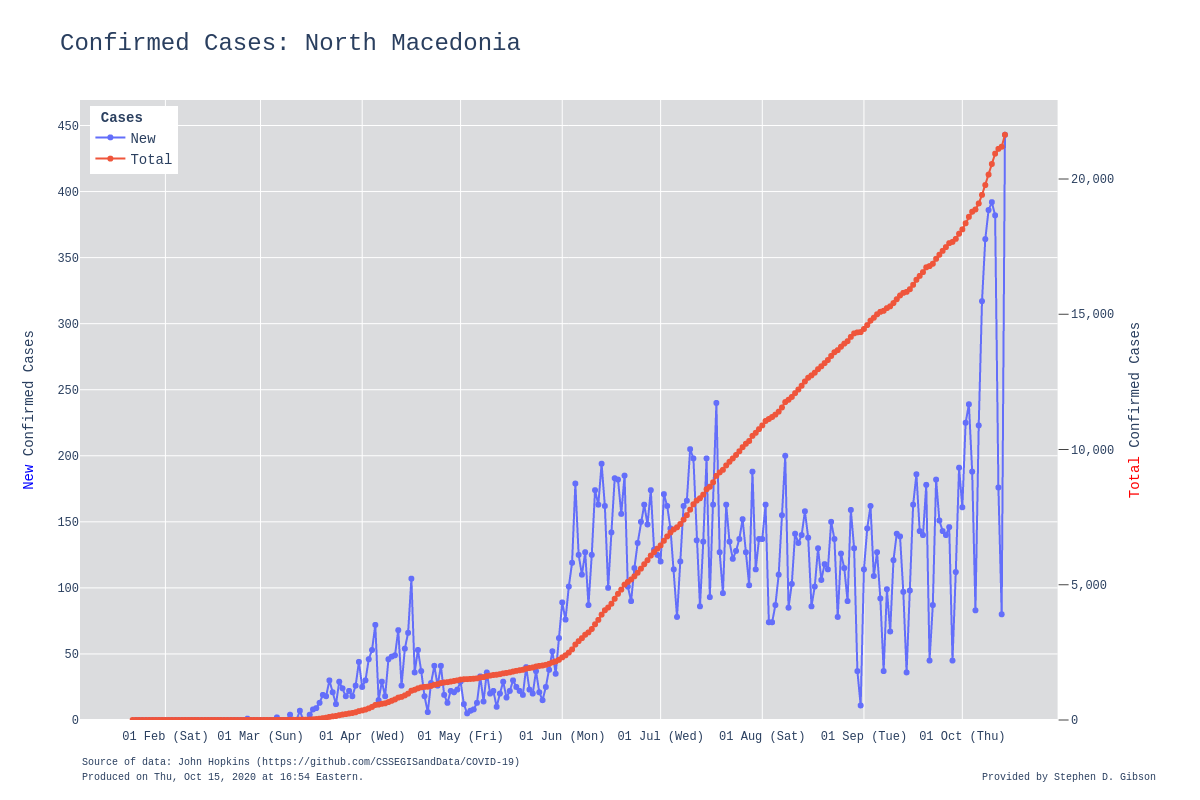 Confirmed Cases: North Macedonia
Cases
New
Total
450
400
350
300
250
200
150
100
50
0
20,000
15,000
10,000
5,000
0
New Confirmed Cases
Total Confirmed Cases
01 Feb (Sat) 01 Mar (Sun) 01 Apr (Wed) 01 May (Fri) 01 Jun (Mon) 01 Jul (Wed) 01 Aug (Sat) 01 Sep (Tue) 01 Oct (Thu)
Source of data: John Hopkins (https://github.com/CSSEGISandData/COVID-19)
Produced on Thu, Oct 15, 2020 at 16:54 Eastern.
Provided by Stephen D. Gibson